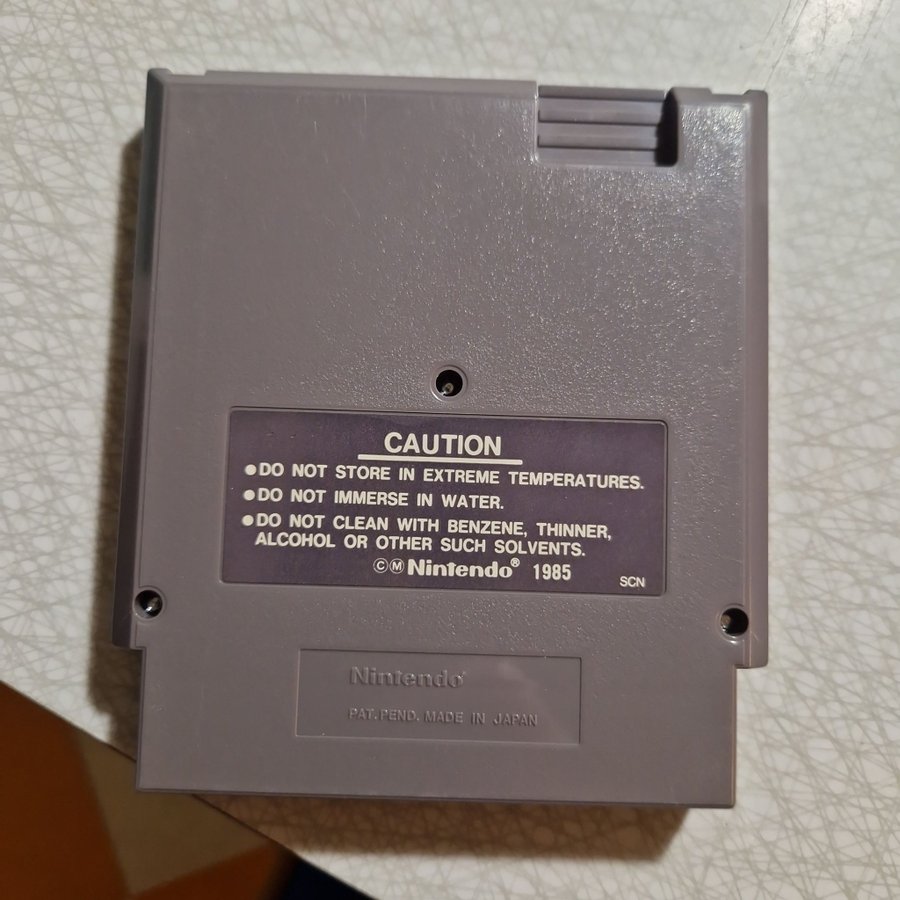 CAUTION
●DO NOT STORE IN EXTREME TEMPERATURES.
●DO NOT IMMERSE IN WATER.
●DO NOT CLEAN WITH BENZENE, THINNER,
ALCOHOL OR OTHER SUCH SOLVENTS.
©Ⓜ Nintendo® 1985
SCN
Nintendo®
PAT. PEND. MADE IN JAPAN